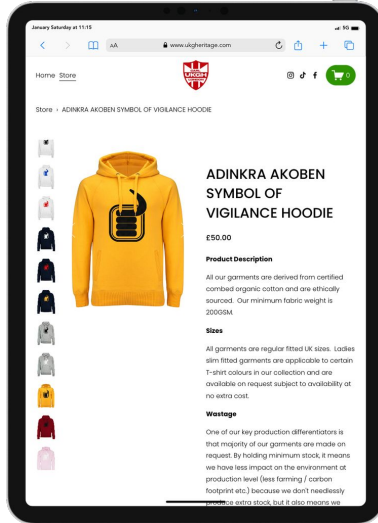 January Saturday at 11:15
5G
AA
www.ukgheritage.com
Home Store
UKGH
0
Store › ADINKRA AKOBEN SYMBOL OF VIGILANCE HOODIE
ADINKRA AKOBEN
SYMBOL OF
VIGILANCE HOODIE
£50.00
Product Description
All our garments are derived from certified
combed organic cotton and are ethically
sourced. Our minimum fabric weight is
200GSM.
Sizes
All garments are regular fitted UK sizes. Ladies
slim fitted garments are applicable to certain
T-shirt colours in our collection and are
available on request subject to availability at
no extra cost.
Wastage
One of our key production differentiators is
that majority of our garments are made on
request. By holding minimum stock, it means
we have less impact on the environment at
production level (less farming / carbon
footprint etc.) because we don't needlessly
produce extra stock, but it also means we